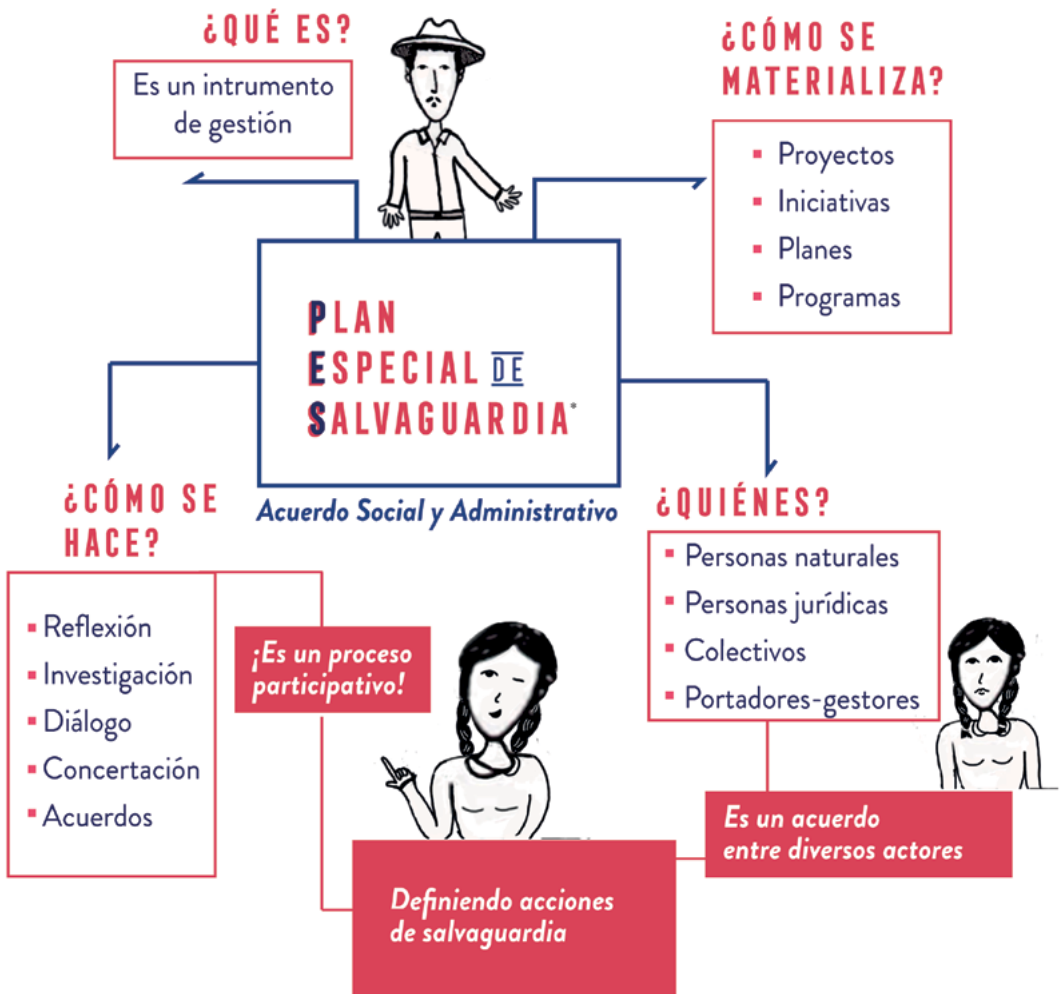 ¿QUÉ ES?
Es un intrumento
de gestión
¿CÓMO SE
MATERIALIZA?
▪ Proyectos
▪ Iniciativas
▪ Planes
▪ Programas
PLAN
ESPECIAL DE
SALVAGUARDIA*
Acuerdo Social y Administrativo
¿CÓMO SE
HACE?
▪ Reflexión
▪ Investigación
▪ Diálogo
▪ Concertación
▪ Acuerdos
¡Es un proceso
participativo!
¿QUIÉNES?
▪ Personas naturales
▪ Personas jurídicas
▪ Colectivos
▪ Portadores-gestores
Es un acuerdo
entre diversos actores
Definiendo acciones
de salvaguardia